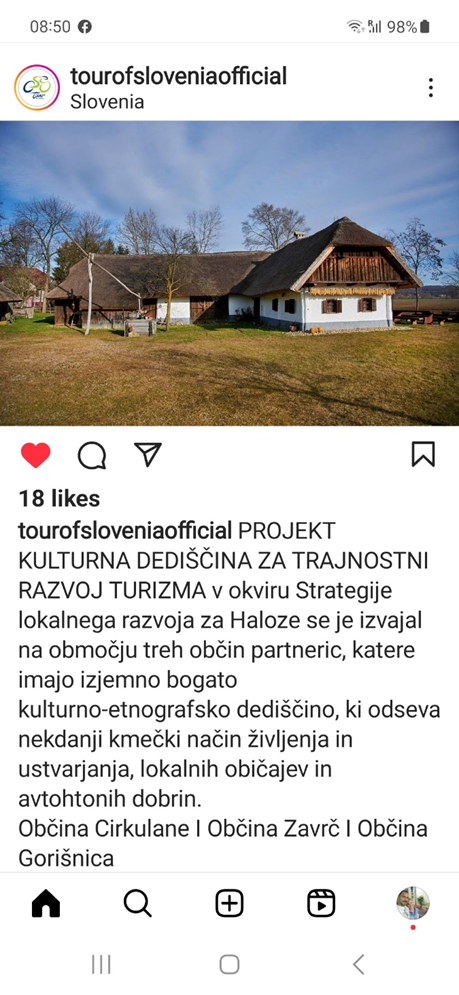 08:50
98%
tourofsloveniaofficial
Slovenia
18 likes
tourofsloveniaofficial PROJEKT
KULTURNA DEDIŠČINA ZA TRAJNOSTNI
RAZVOJ TURIZMA v okviru Strategije
lokalnega razvoja za Haloze se je izvajal
na območju treh občin partneric, katere
imajo izjemno bogato
kulturno-etnografsko dediščino, ki odseva
nekdanji kmečki način življenja in
ustvarjanja, lokalnih običajev in
avtohtonih dobrin.
Občina Cirkulane I Občina Zavrč I Občina
Gorišnica